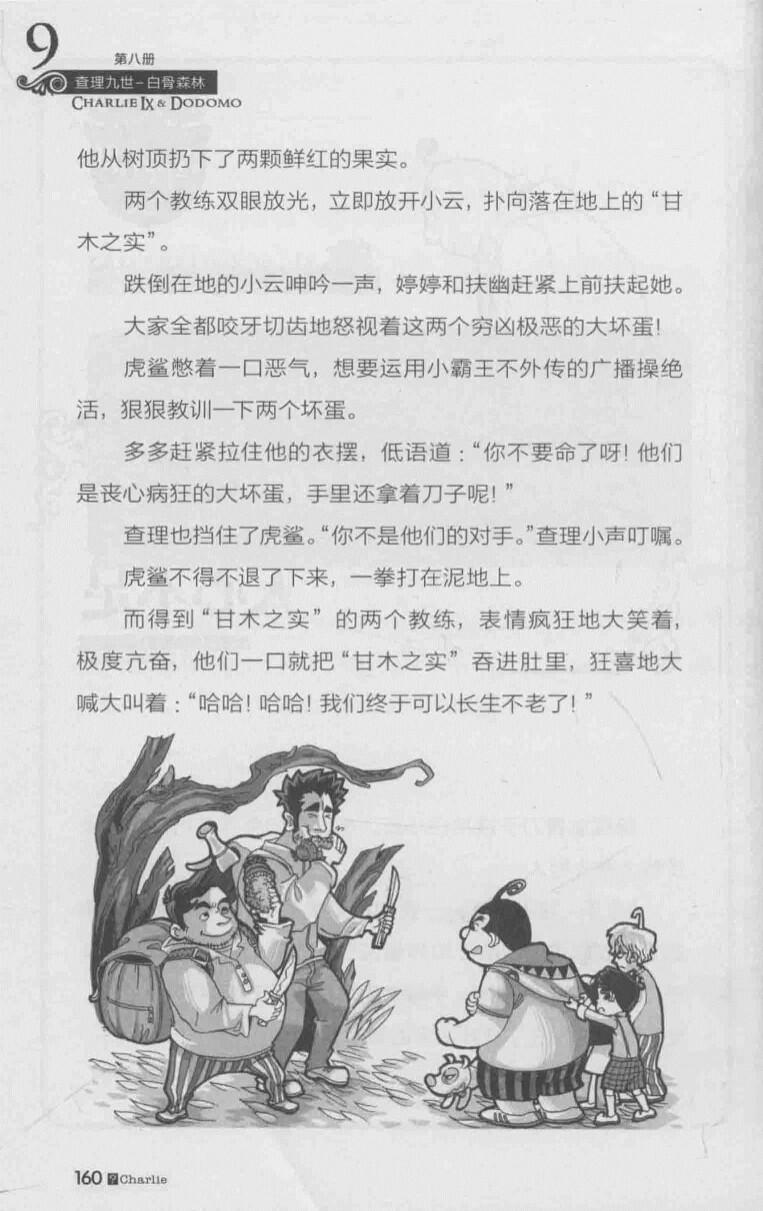 9
第八册
查理九世-白骨森林
CHARLIE IX & DODOMO
他从树顶扔下了两颗鲜红的果实。
两个教练双眼放光，立即放开小云，扑向落在地上的“甘
木之实”。
跌倒在地的小云呻吟一声，婷婷和扶幽赶紧上前扶起她。
大家全都咬牙切齿地怒视着这两个穷凶极恶的大坏蛋！
虎鲨憋着一口恶气，想要运用小霸王不外传的广播操绝
活，狠狠教训一下两个坏蛋。
多多赶紧拉住他的衣摆，低语道：“你不要命了呀！他们
是丧心病狂的大坏蛋，手里还拿着刀子呢！”
查理也挡住了虎鲨。“你不是他们的对手。”查理小声叮嘱。
虎鲨不得不退了下来，一拳打在泥地上。
而得到“甘木之实”的两个教练，表情疯狂地大笑着，
极度亢奋，他们一口就把“甘木之实”吞进肚里，狂喜地大
喊大叫着：“哈哈！哈哈！我们终于可以长生不老了！”
160 Charlie